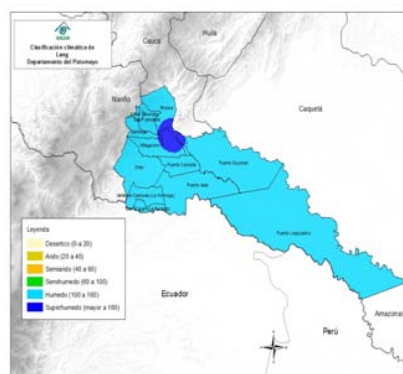 IDEAM
Clasificación climática de
Lang
Departamento del Putumayo
Huila
Cauca
Nariño
Caquetá
Mocoa
Puerto Guzmán
Puerto Caicedo
Orito
Puerto Asís
Puerto Leguízamo
Leyenda
Desértico (0 a 20)
Árido (20 a 40)
Semiárido (40 a 60)
Semihúmedo (60 a 100)
Húmedo (100 a 160)
Superhúmedo (mayor a 160)
Ecuador
Perú
Amazonas